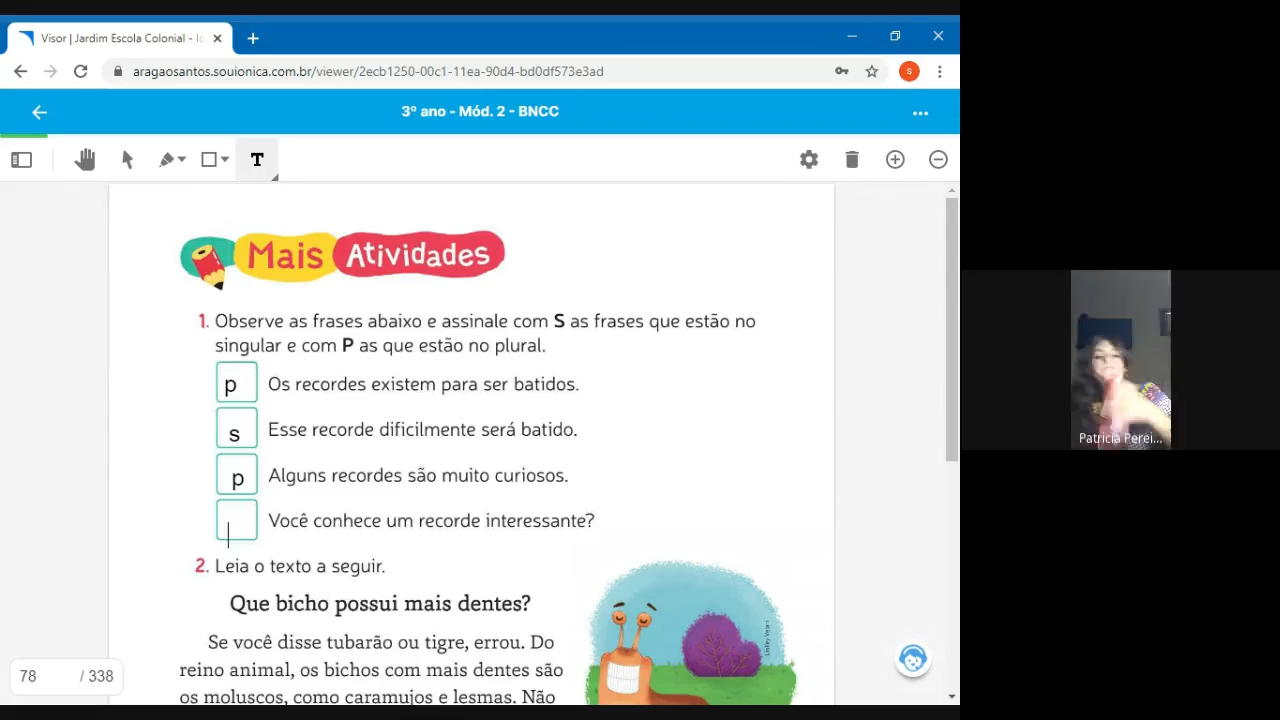 Visor | Jardim Escola Colonial - Io
aragaosantos.souionica.com.br/viewer/2ecb1250-00c1-11ea-90d4-bd0df573e3ad
S
3º ano - Mód. 2 - BNCC
T
Mais Atividades
1. Observe as frases abaixo e assinale com S as frases que estão no
singular e com P as que estão no plural.
p Os recordes existem para ser batidos.
s Esse recorde dificilmente será batido.
p Alguns recordes são muito curiosos.
Você conhece um recorde interessante?
2. Leia o texto a seguir.
Que bicho possui mais dentes?
Se você disse tubarão ou tigre, errou. Do
reino animal, os bichos com mais dentes são
os moluscos, como caramujos e lesmas. Não
78 / 338
Patricia Perei...